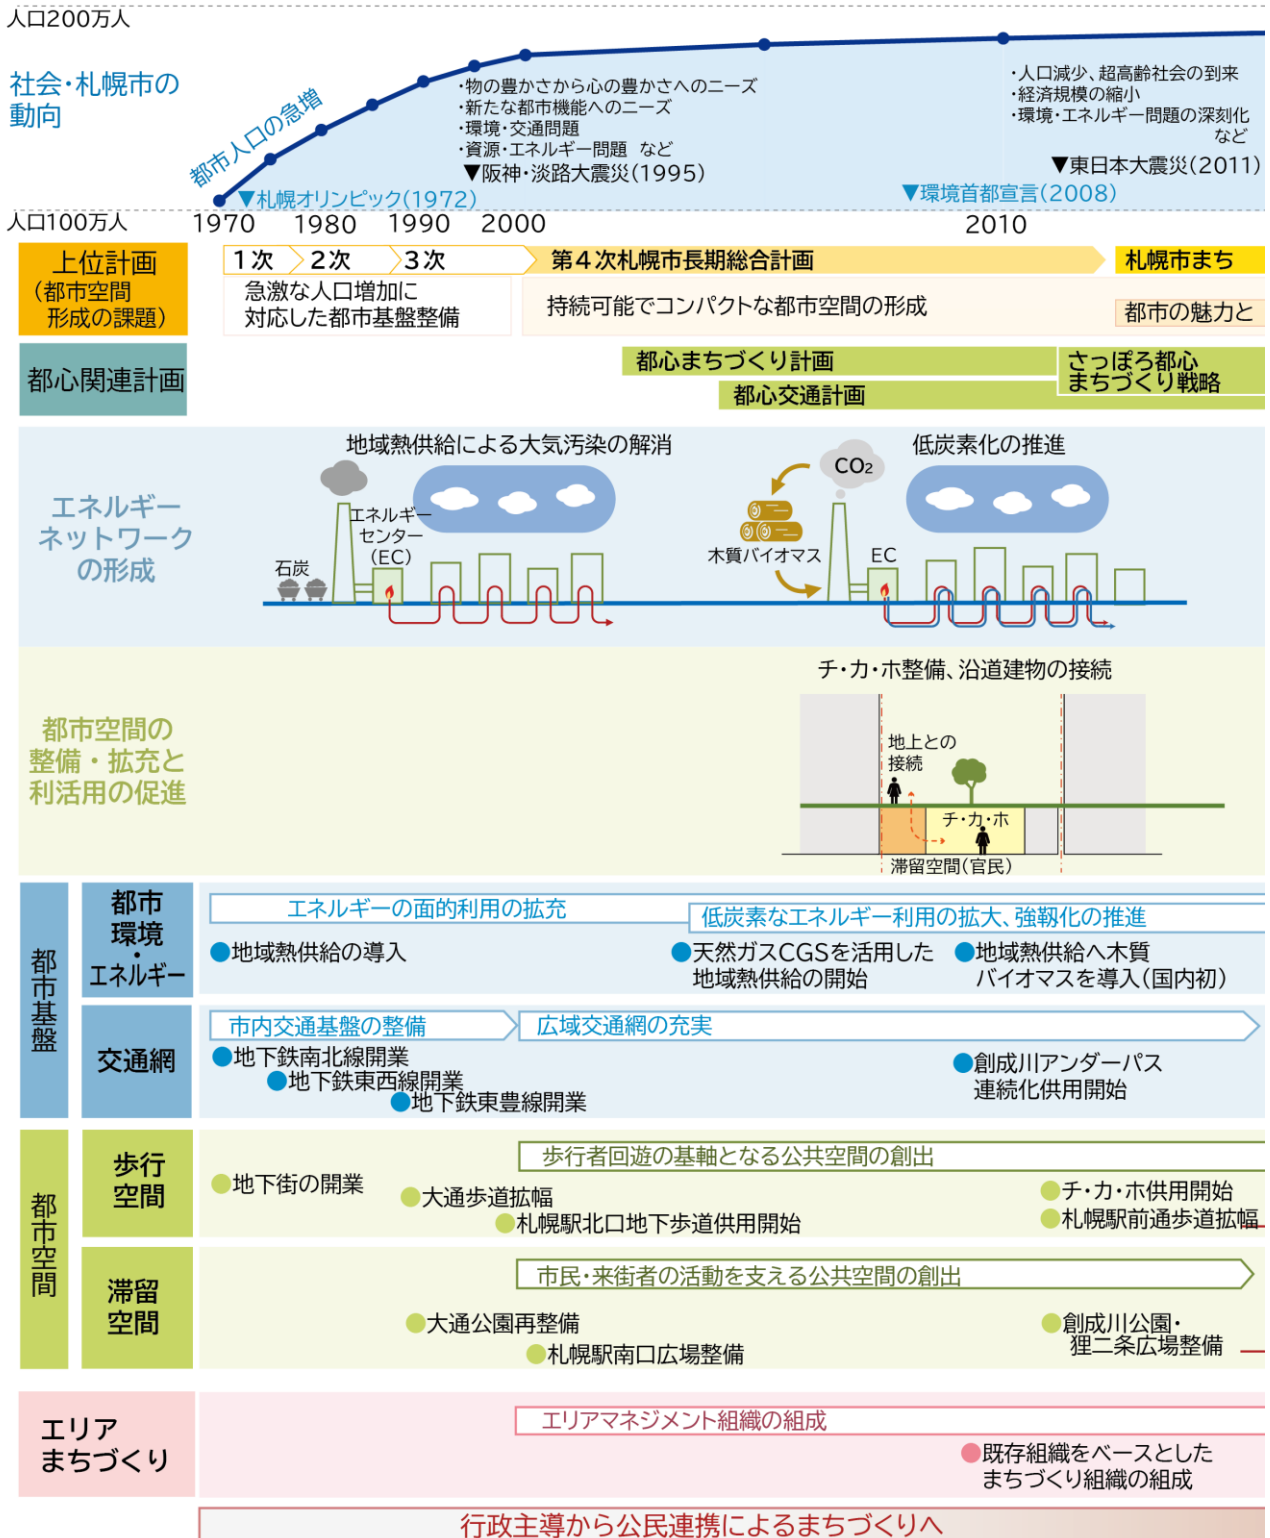 人口200万人
社会・札幌市の
動向
都市人口の急増
・物の豊かさから心の豊かさへのニーズ
・新たな都市機能へのニーズ
・環境・交通問題
・資源・エネルギー問題 など
▼阪神・淡路大震災(1995)
・人口減少、超高齢社会の到来
・経済規模の縮小
・環境・エネルギー問題の深刻化
など
▼東日本大震災(2011)
▼札幌オリンピック(1972)
▼環境首都宣言(2008)
人口100万人
1970 1980 1990 2000 2010
上位計画
(都市空間
形成の課題)
1次 2次 3次 第4次札幌市長期総合計画 札幌市まち
急激な人口増加に
対応した都市基盤整備
持続可能でコンパクトな都市空間の形成
都市の魅力と
都心関連計画
都心まちづくり計画
都心交通計画
さっぽろ都心
まちづくり戦略
エネルギー
ネットワーク
の形成
地域熱供給による大気汚染の解消
エネルギー
センター
(EC)
石炭
低炭素化の推進
CO₂
木質バイオマス
EC
都市空間の
整備・拡充と
利活用の促進
チ・カ・ホ整備、沿道建物の接続
地上との
接続
チ・カ・ホ
滞留空間(官民)
都市基盤
都市
環境
・
エネルギー
エネルギーの面的利用の拡充
低炭素なエネルギー利用の拡大、強靱化の推進
●地域熱供給の導入
●天然ガスCGSを活用した
地域熱供給の開始
●地域熱供給へ木質
バイオマスを導入(国内初)
交通網
市内交通基盤の整備
広域交通網の充実
●地下鉄南北線開業
●地下鉄東西線開業
●地下鉄東豊線開業
●創成川アンダーパス
連続化供用開始
都市空間
歩行
空間
歩行者回遊の基軸となる公共空間の創出
●地下街の開業
●大通歩道拡幅
●札幌駅北口地下歩道供用開始
●チ・カ・ホ供用開始
●札幌駅前通歩道拡幅
滞留
空間
市民・来街者の活動を支える公共空間の創出
●大通公園再整備
●札幌駅南口広場整備
●創成川公園・
狸二条広場整備
エリア
まちづくり
エリアマネジメント組織の組成
●既存組織をベースとした
まちづくり組織の組成
行政主導から公民連携によるまちづくりへ